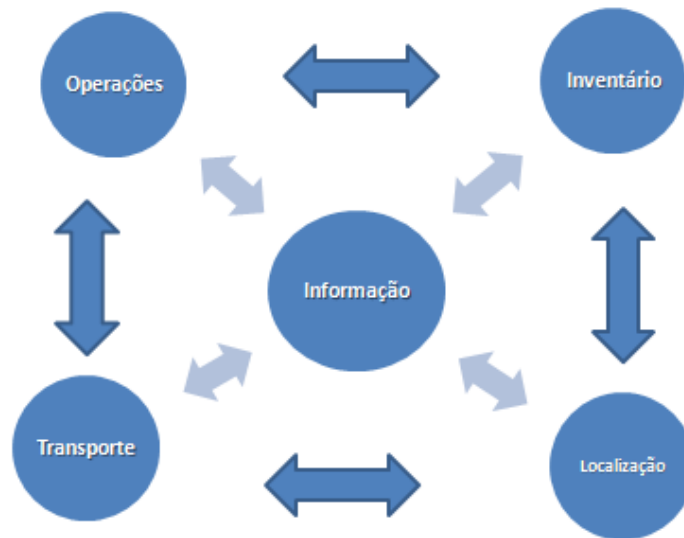 Operações
Inventário
Informação
Transporte
Localização